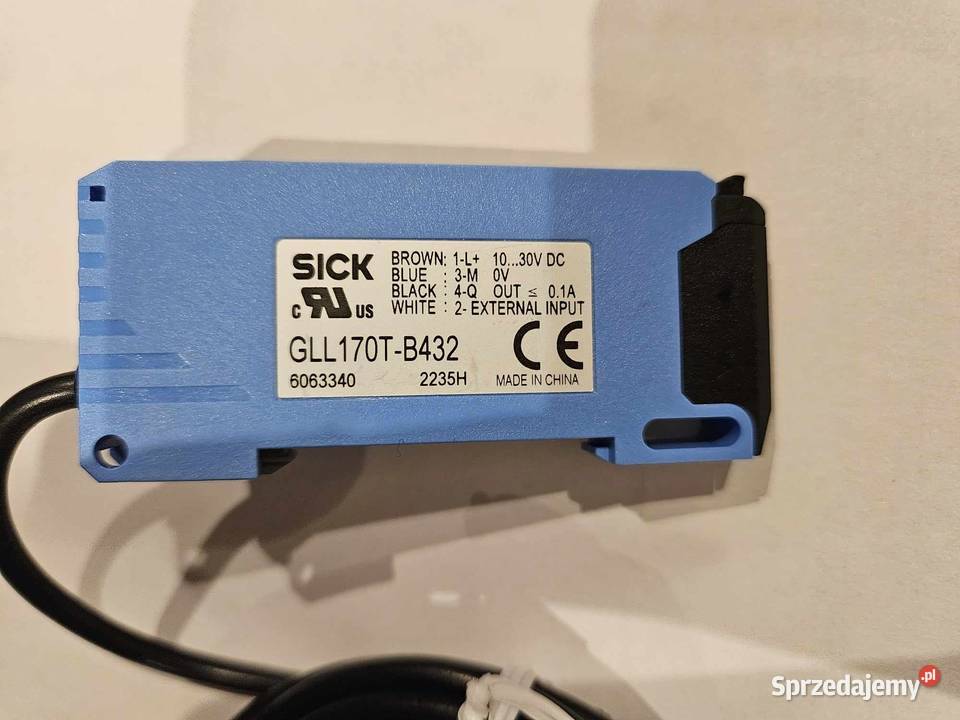 SICK
c RU US
BROWN: 1-L+ 10...30V DC
BLUE : 3-M 0V
BLACK : 4-Q OUT ≤ 0.1A
WHITE : 2- EXTERNAL INPUT
GLL170T-B432
CE
6063340 2235H MADE IN CHINA
Sprzedajemy.pl